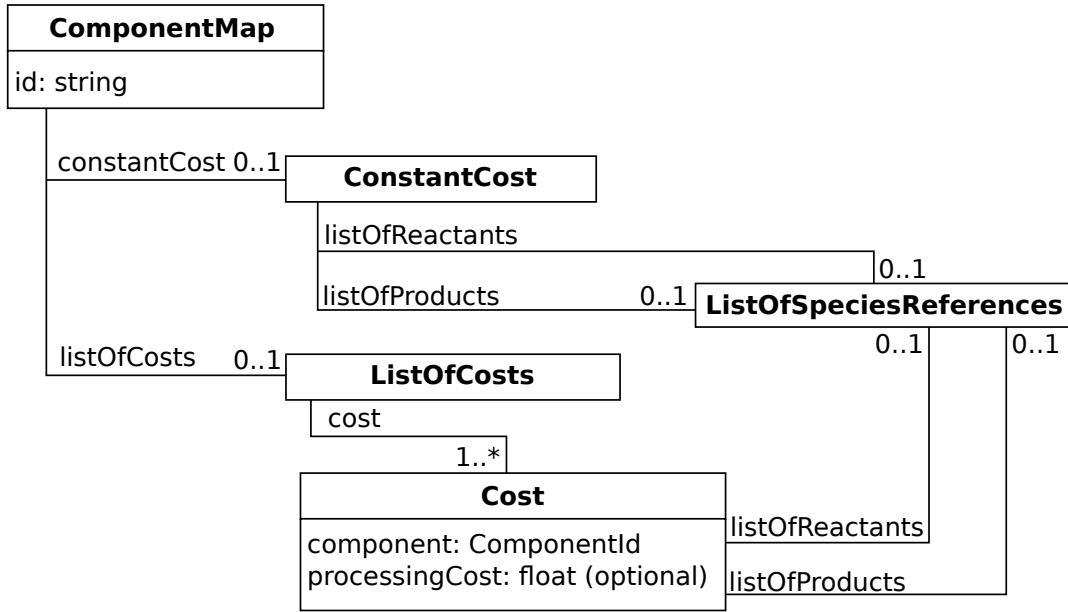 ComponentMap
id: string
constantCost 0..1
ConstantCost
listOfReactants
0..1
listOfProducts 0..1
ListOfSpeciesReferences
0..1 0..1
listOfCosts 0..1
ListOfCosts
cost
1..*
Cost
component: ComponentId
processingCost: float (optional)
listOfReactants
listOfProducts